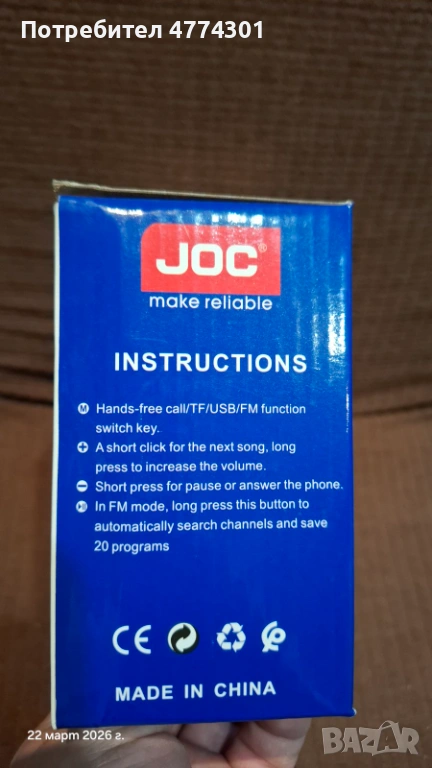 Потребител 4774301
JOC®
make reliable
INSTRUCTIONS
M Hands-free call/TF/USB/FM function
switch key.
+ A short click for the next song, long
press to increase the volume.
− Short press for pause or answer the phone.
In FM mode, long press this button to
automatically search channels and save
20 programs
CE
MADE IN CHINA
22 март 2026 г.
BAZAR